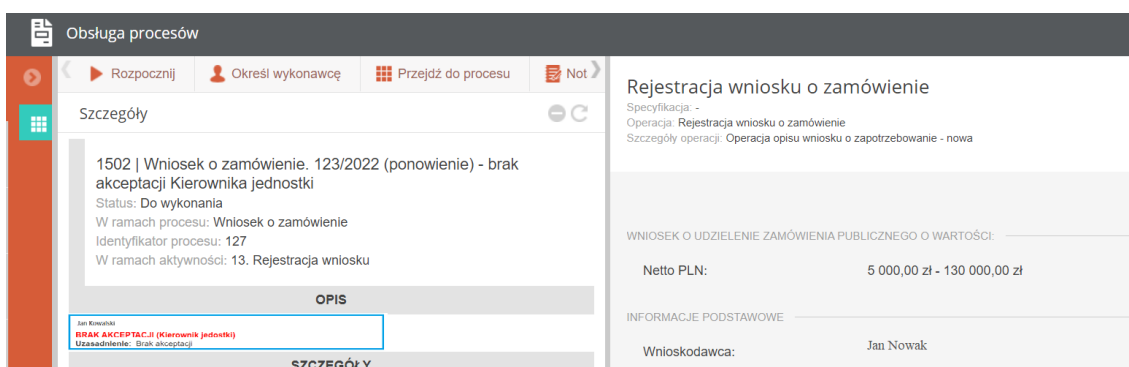 Obsługa procesów
Rozpocznij
Określ wykonawcę
Przejdź do procesu
Not
Szczegóły
1502 | Wniosek o zamówienie. 123/2022 (ponowienie) - brak
akceptacji Kierownika jednostki
Status: Do wykonania
W ramach procesu: Wniosek o zamówienie
Identyfikator procesu: 127
W ramach aktywności: 13. Rejestracja wniosku
OPIS
Jan Kowalski
BRAK AKCEPTACJI (Kierownik jedostki)
Uzasadnienie: Brak akceptacji
SZCZEGÓŁY
Rejestracja wniosku o zamówienie
Specyfikacja: -
Operacja: Rejestracja wniosku o zamówienie
Szczegóły operacji: Operacja opisu wniosku o zapotrzebowanie - nowa
WNIOSEK O UDZIELENIE ZAMÓWIENIA PUBLICZNEGO O WARTOŚCI:
Netto PLN: 5 000,00 zł - 130 000,00 zł
INFORMACJE PODSTAWOWE
Wnioskodawca: Jan Nowak